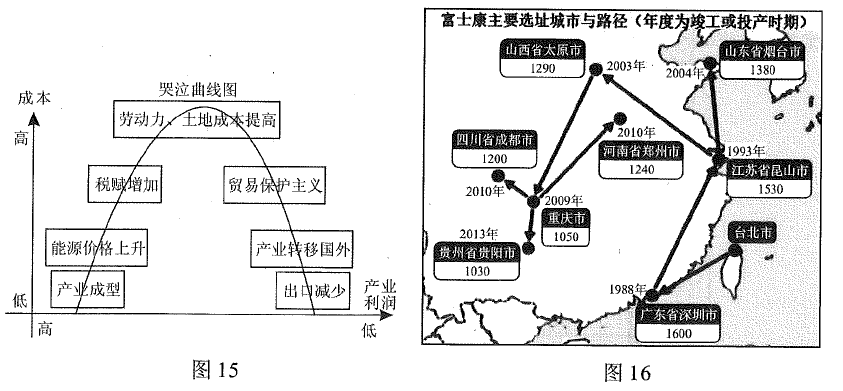 哭泣曲线图
成本
高
劳动力、土地成本提高
税赋增加
贸易保护主义
能源价格上升
产业转移国外
产业成型
出口减少
低
高
低
产业
利润
图 15
富士康主要选址城市与路径（年度为竣工或投产时期）
山西省太原市
1290
2003年
山东省烟台市
1380
2004年
2010年
河南省郑州市
1240
四川省成都市
1200
2010年
1993年
江苏省昆山市
1530
2009年
重庆市
1050
2013年
贵州省贵阳市
1030
台北市
1988年
广东省深圳市
1600
图 16